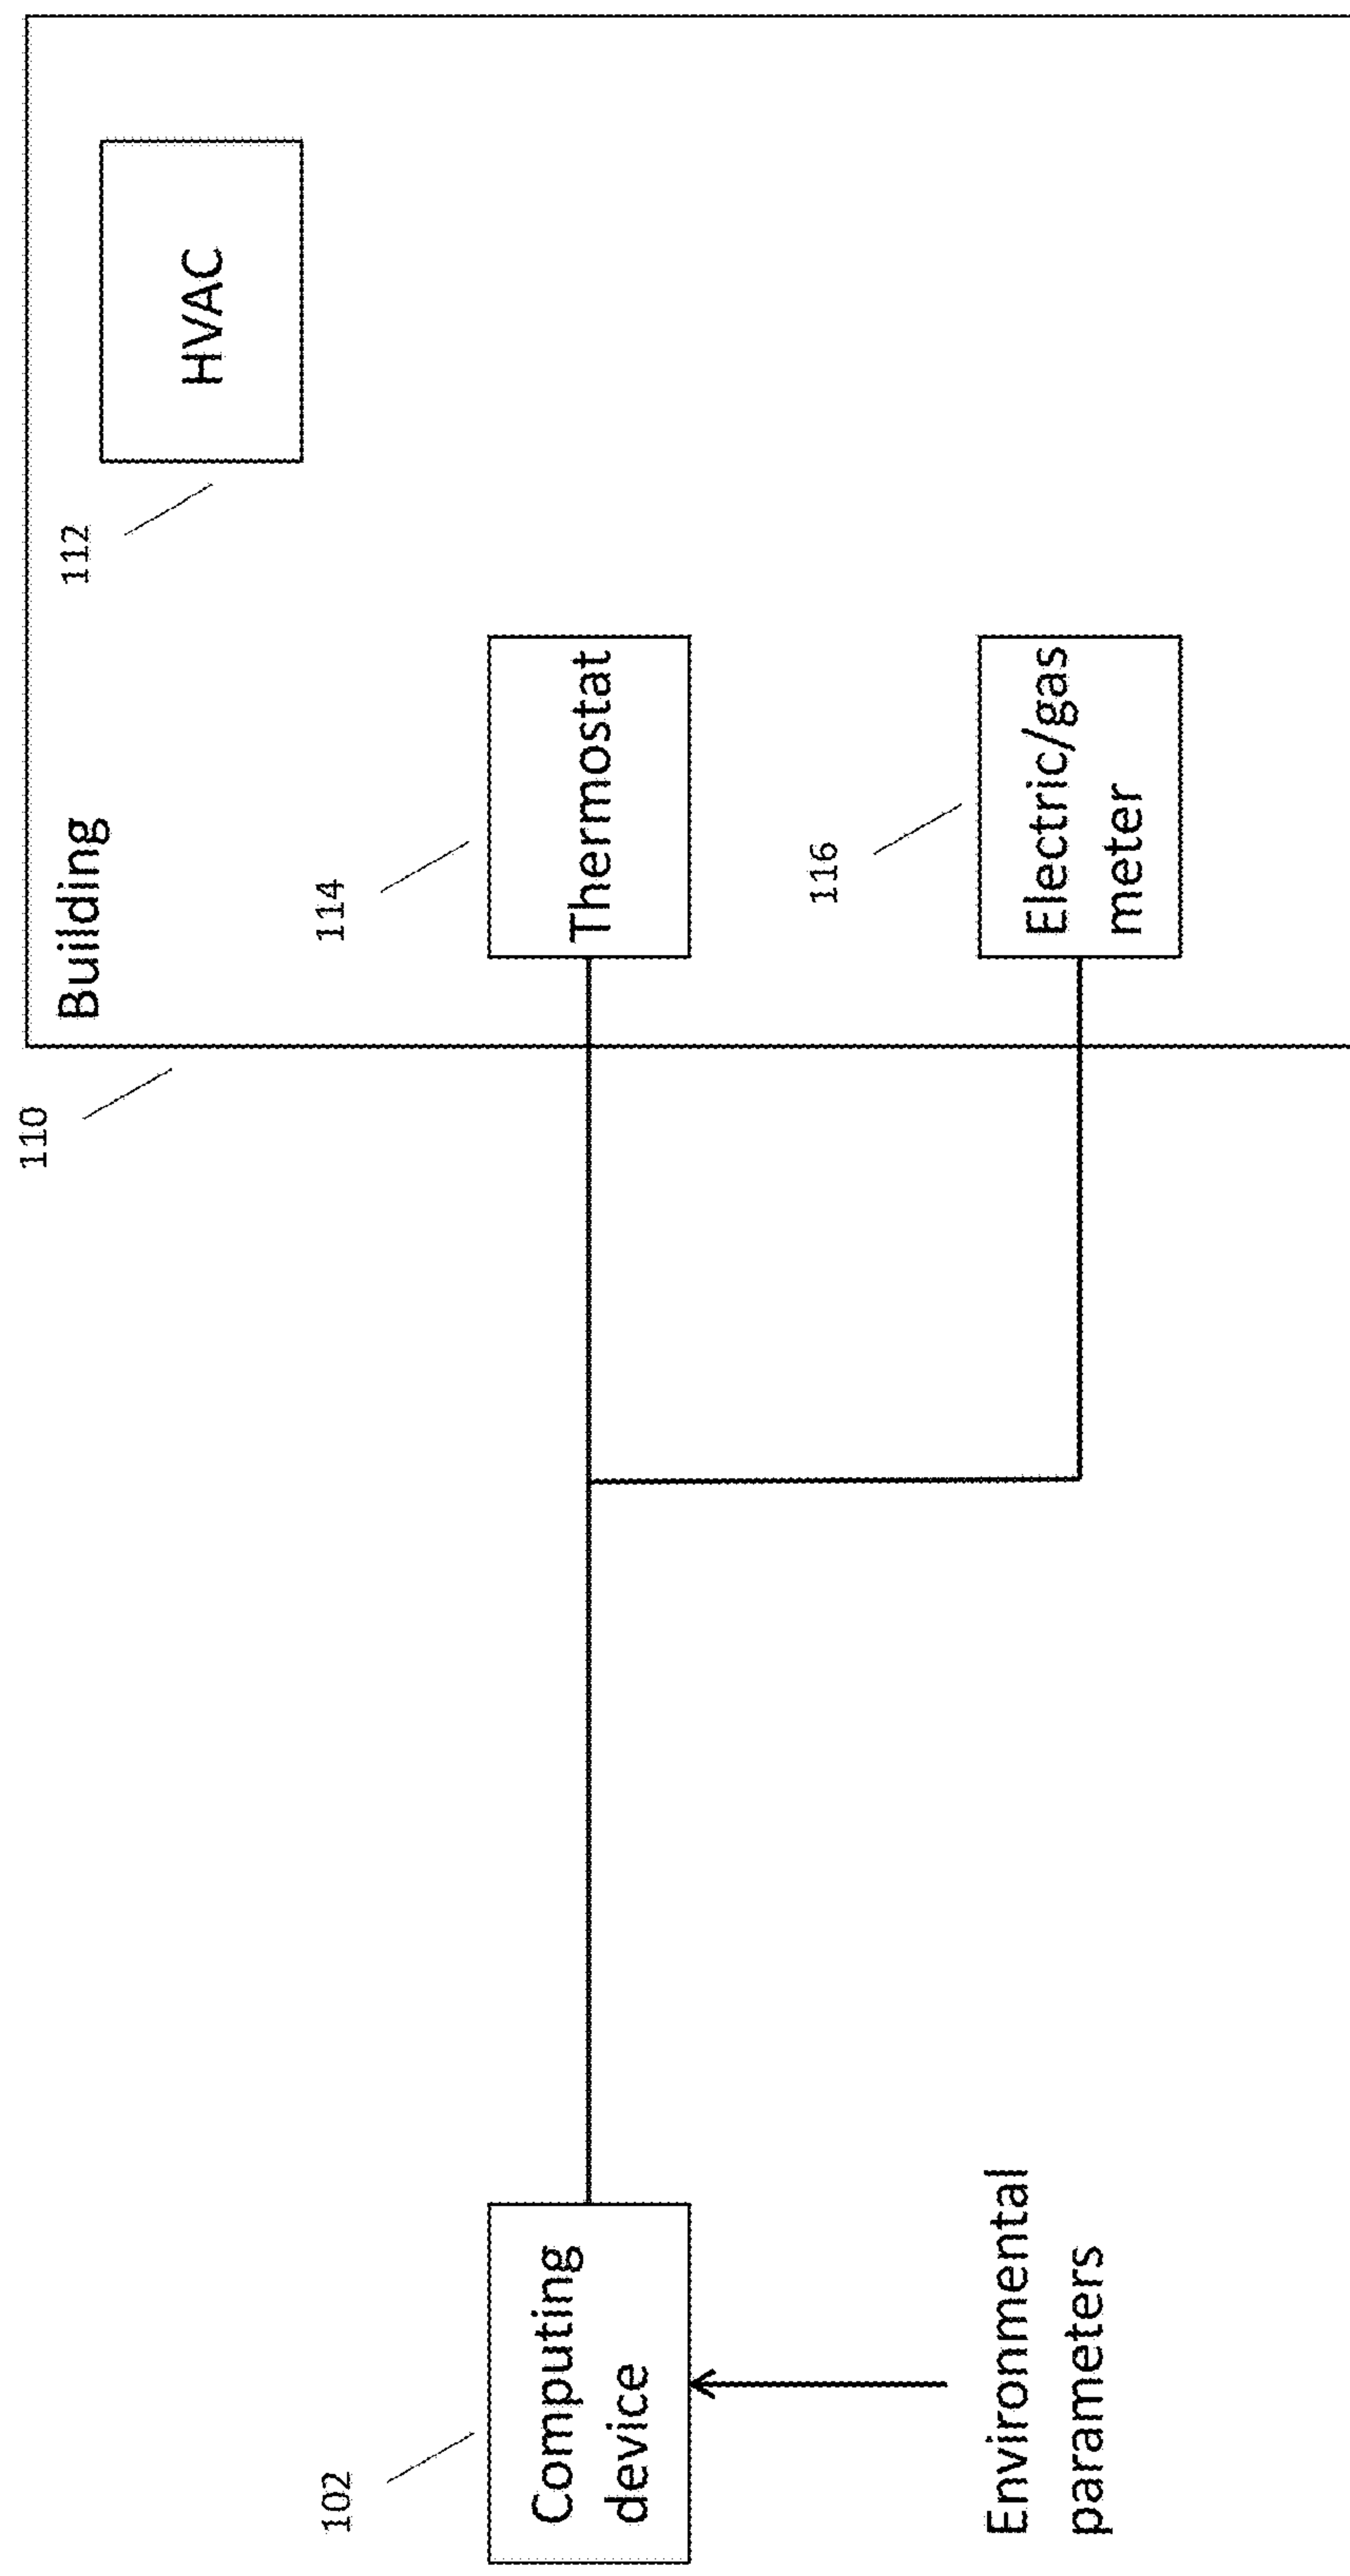 110
Building
112
HVAC
114
Thermostat
102
Computing
device
116
Electric/gas
meter
Environmental
parameters